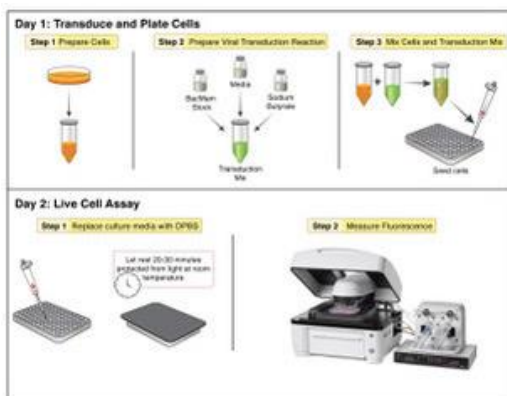 Day 1: Transduce and Plate Cells
Step 1 Prepare Cells
Step 2 Prepare Viral Transduction Reaction
Step 3 Mix Cells and Transduction Mix
Media
BacMam
Stock
Sodium
Butyrate
Transduction
Mix
Seed cells
Day 2: Live Cell Assay
Step 1 Replace culture media with DPBS
Step 2 Measure Fluorescence
Let rest 20-30 minutes
protected from light at room
temperature